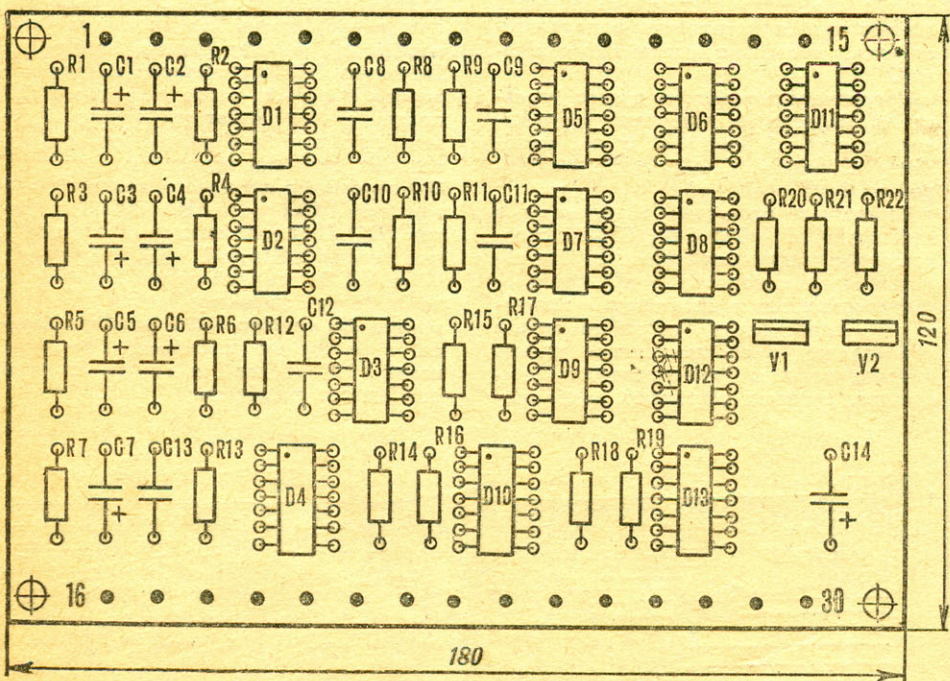 1 15
R1 C1 C2 R2 D1 C8 R8 R9 C9 D5 D6 D11
+ +
R3 C3 C4 R4 D2 C10 R10 R11 C11 D7 D8 R20 R21 R22
+ +
R5 C5 C6 R6 R12 C12 D3 R15 R17 D9 D12 V1 V2
+ +
R7 C7 C13 R13 D4 R14 R16 D10 R18 R19 D13 C14
+ +
16 30
180
120